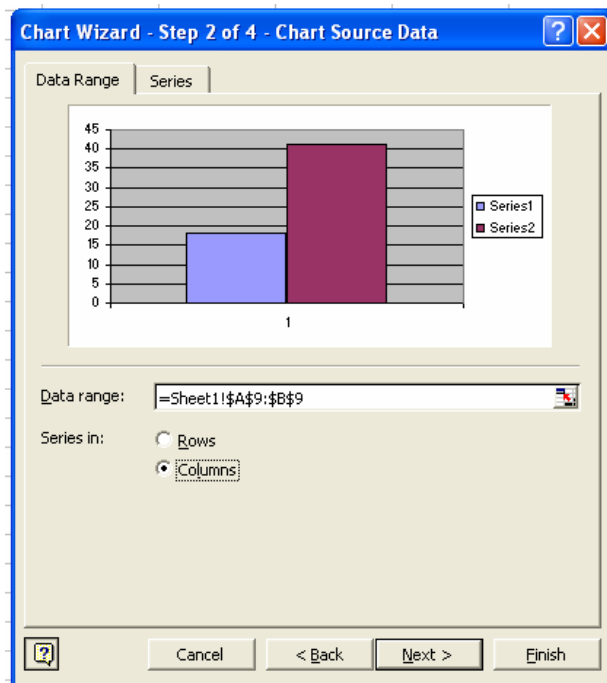 Chart Wizard - Step 2 of 4 - Chart Source Data
Data Range Series
45
40
35
30
25
20
15
10
5
0
1
Series1
Series2
Data range: =Sheet1!$A$9:$B$9
Series in: Rows
Columns
Cancel < Back Next > Finish